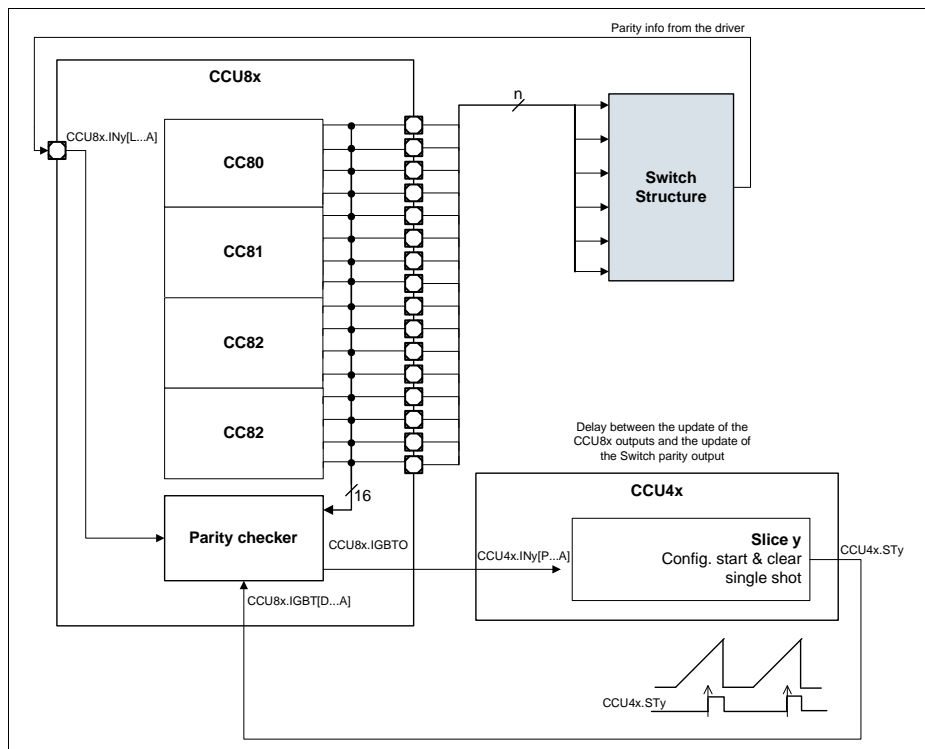 Parity info from the driver
CCU8x
n
CCU8x.INy[L...A]
CC80
Switch
Structure
CC81
CC82
CC82
Delay between the update of the
CCU8x outputs and the update of
the Switch parity output
16
CCU4x
Parity checker
CCU8x.IGBTO
CCU4x.INy[P...A]
Slice y
Config. start & clear
single shot
CCU4x.STy
CCU8x.IGBT[D...A]
CCU4x.STy